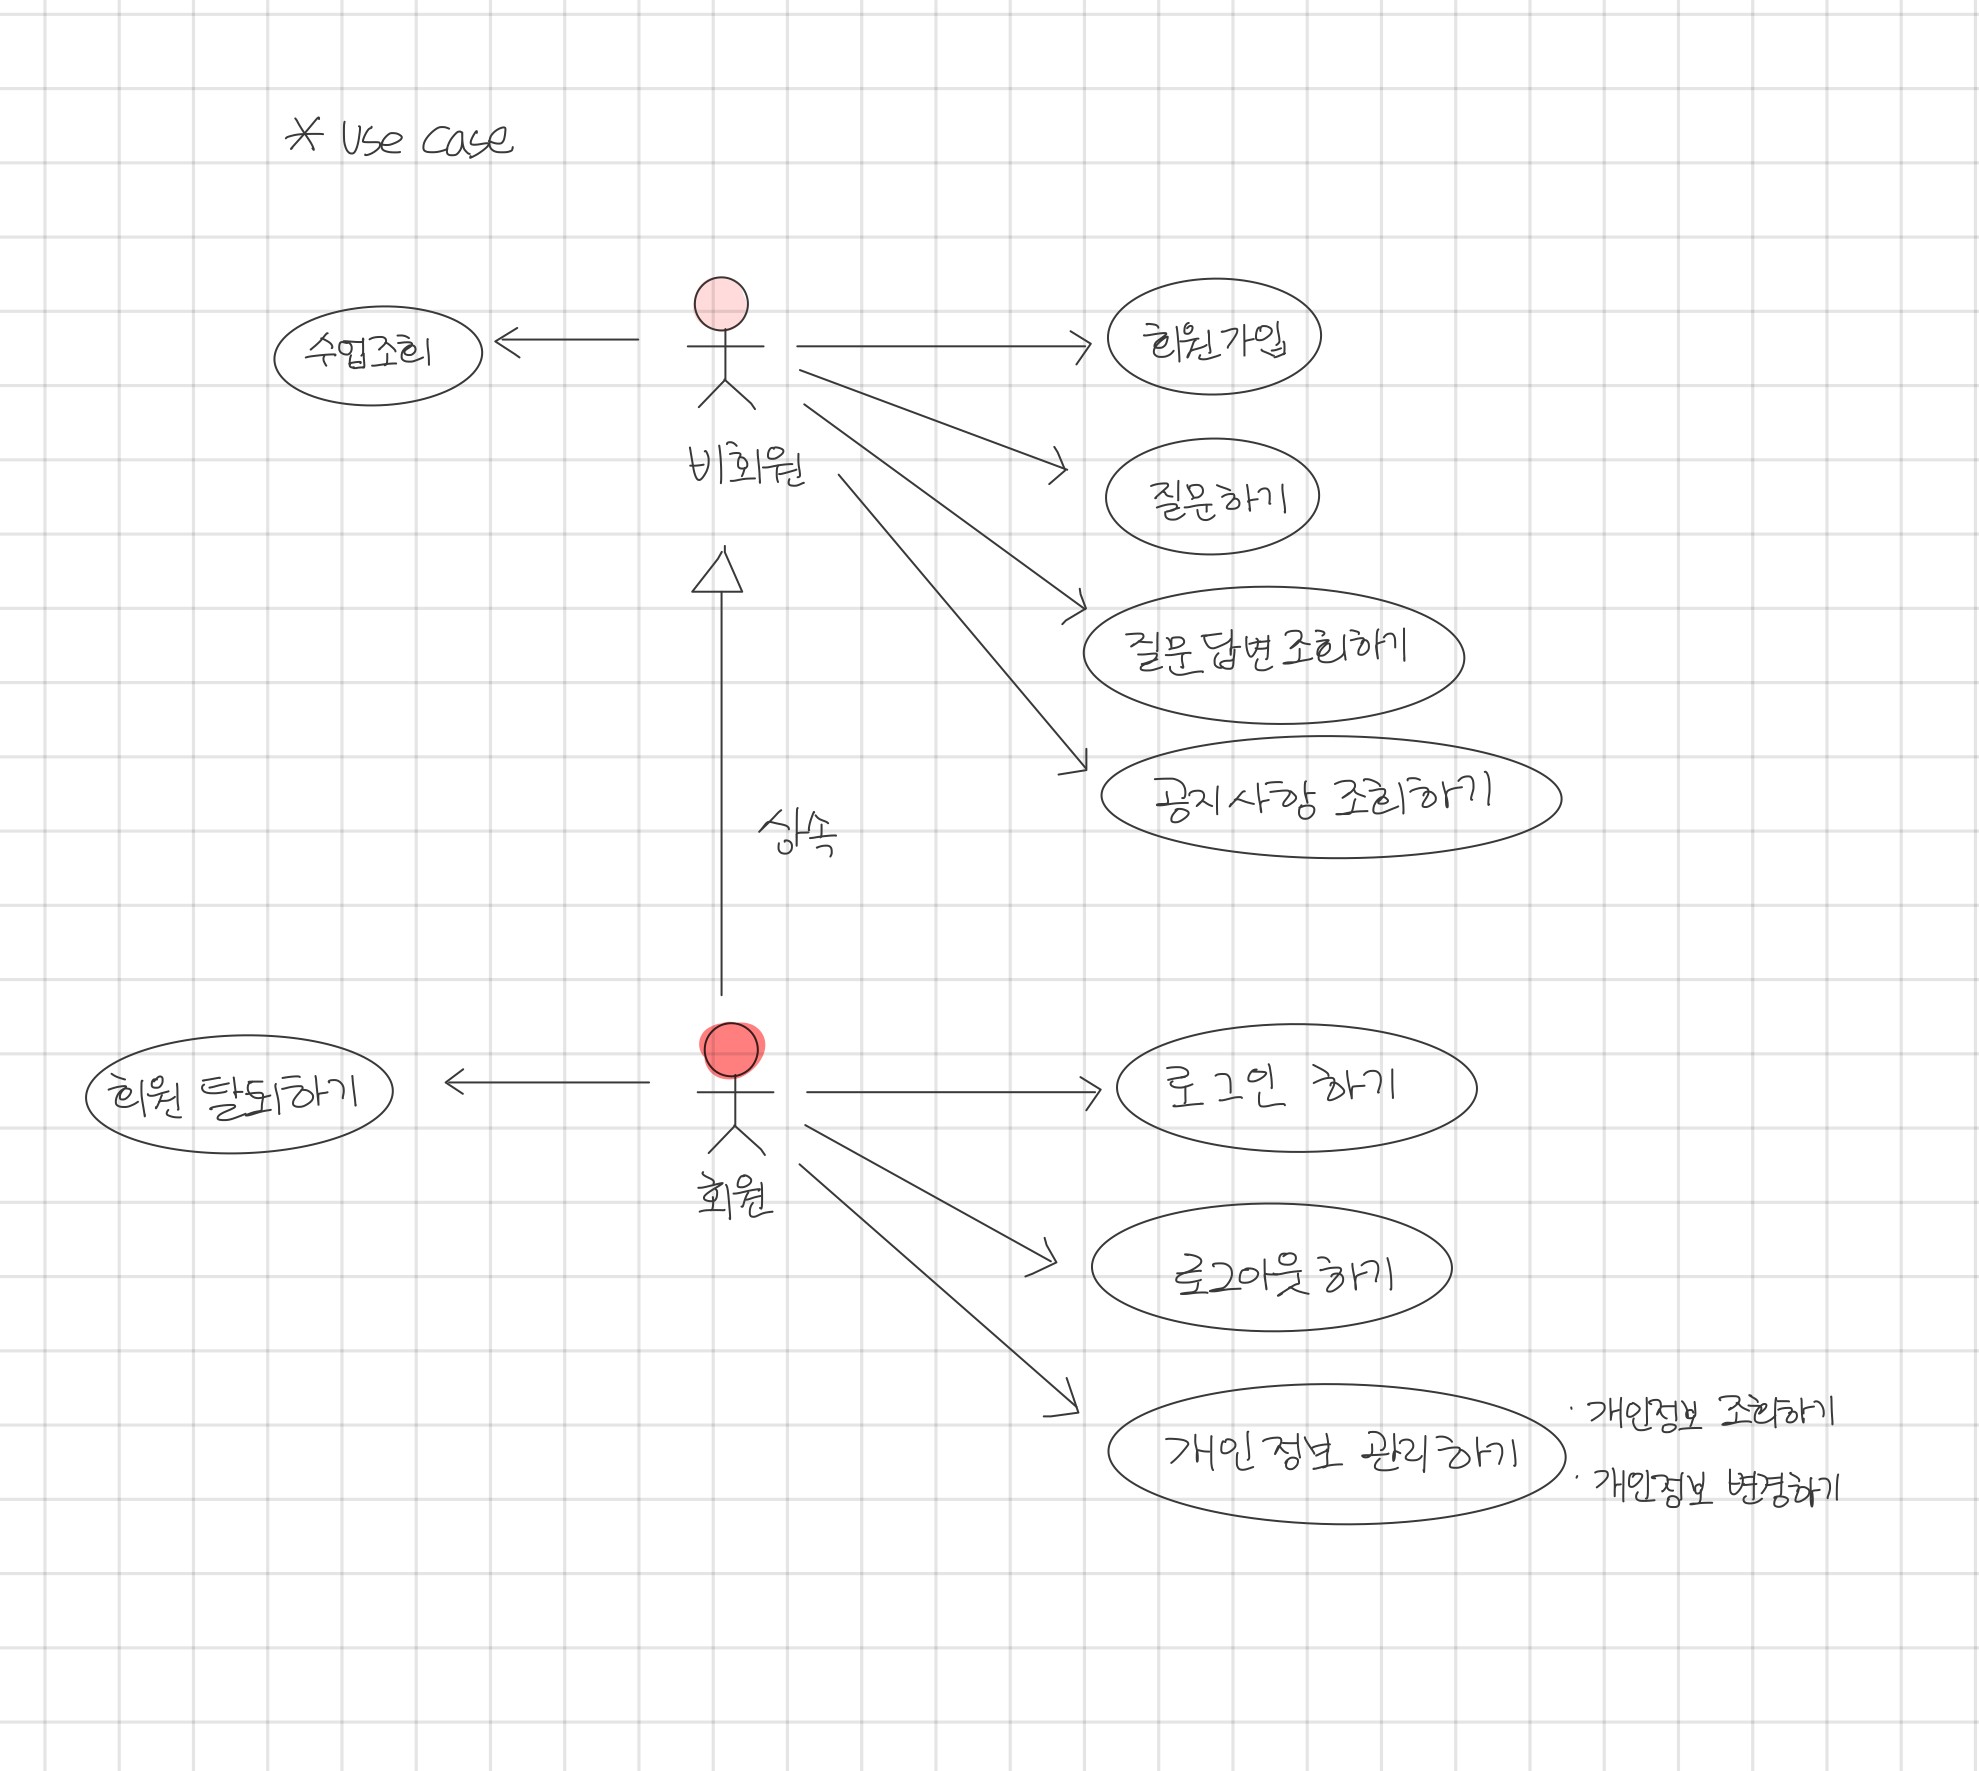 * Use case
수업조회
회원가입
비회원
질문하기
질문답변 조회하기
공지사항 조회하기
상속
회원 탈퇴하기
로그인 하기
회원
로그아웃 하기
개인정보 관리하기
· 개인정보 조회하기
· 개인정보 변경하기